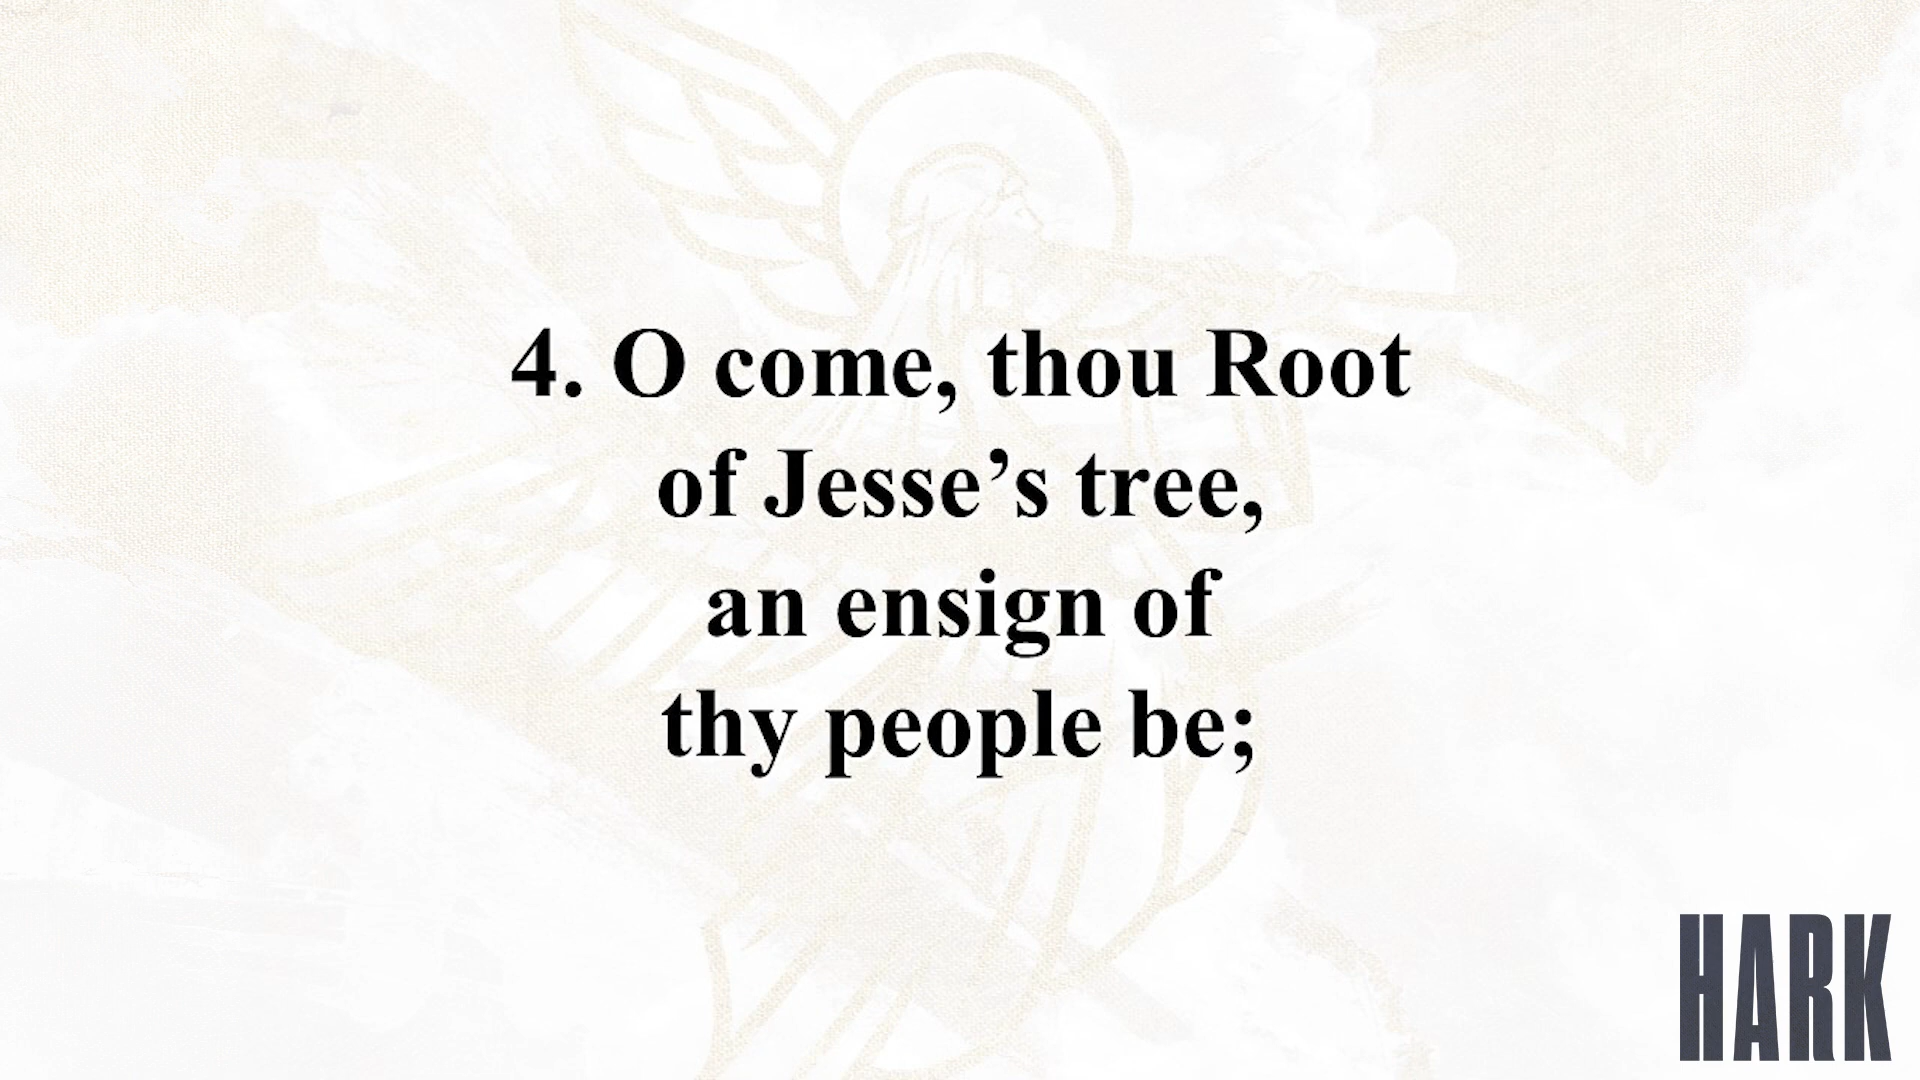 4. O come, thou Root
of Jesse’s tree,
an ensign of
thy people be;
HARK